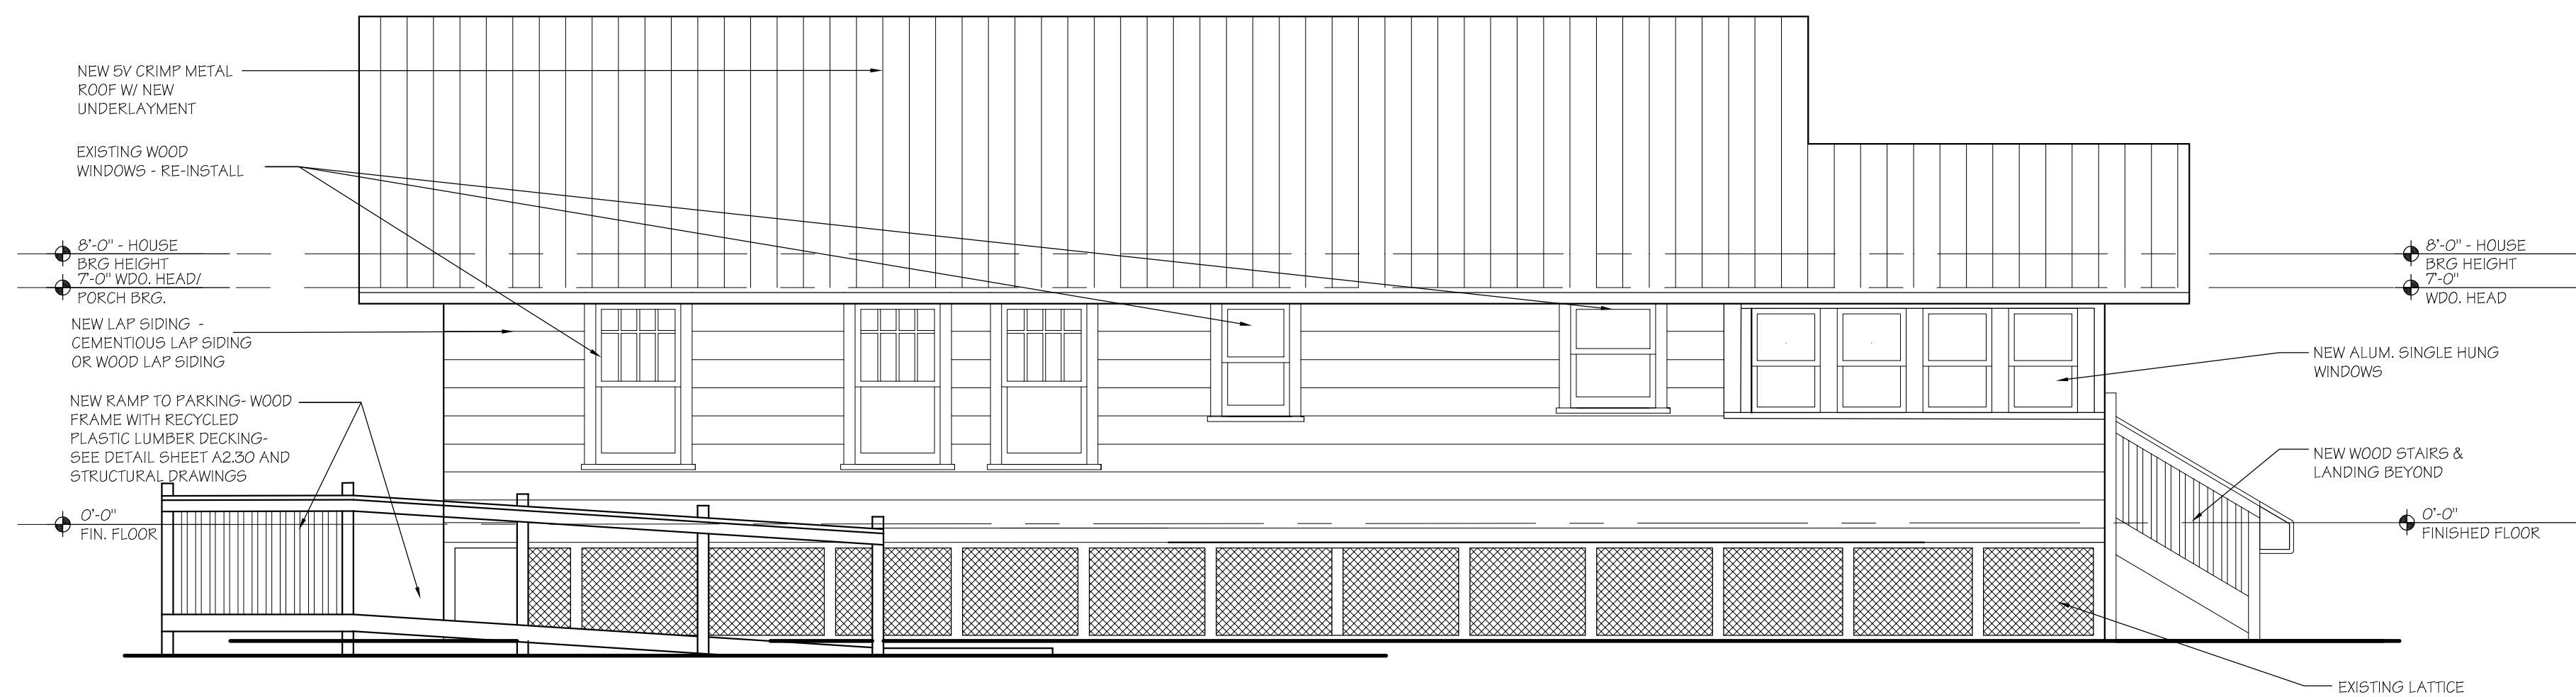 NEW 5V CRIMP METAL
ROOF W/ NEW
UNDERLAYMENT
EXISTING WOOD
WINDOWS - RE-INSTALL
8'-0" - HOUSE
BRG HEIGHT
7'-0" WDO. HEAD/
PORCH BRG.
NEW LAP SIDING -
CEMENTIOUS LAP SIDING
OR WOOD LAP SIDING
NEW RAMP TO PARKING- WOOD
FRAME WITH RECYCLED
PLASTIC LUMBER DECKING-
SEE DETAIL SHEET A2.30 AND
STRUCTURAL DRAWINGS
0'-0"
FIN. FLOOR
8'-0" - HOUSE
BRG HEIGHT
7'-0"
WDO. HEAD
NEW ALUM. SINGLE HUNG
WINDOWS
NEW WOOD STAIRS &
LANDING BEYOND
0'-0"
FINISHED FLOOR
EXISTING LATTICE